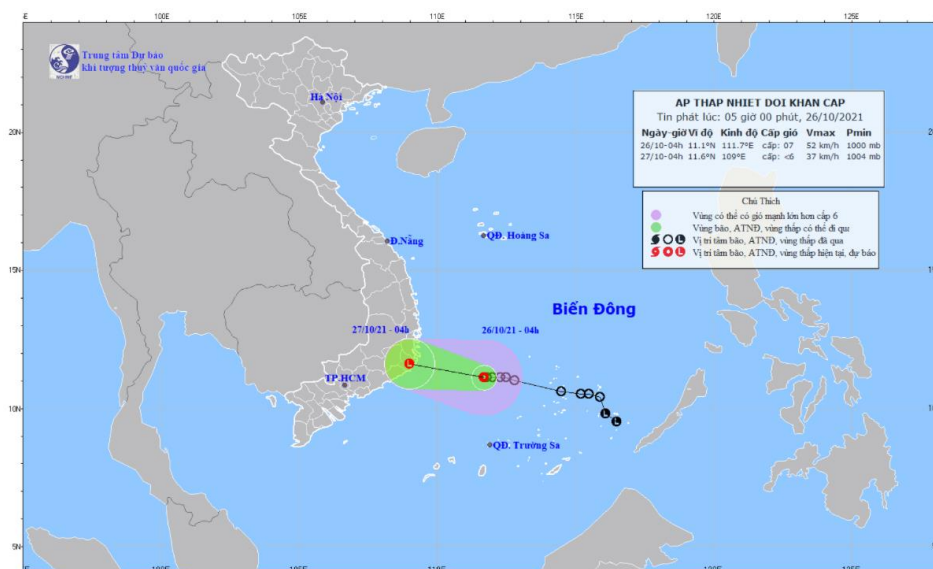 100E 105E 110E 115E 120E 125E
Trung tâm Dự báo
khí tượng thủy văn quốc gia
Hà Nội
20N
AP THAP NHIET DOI KHAN CAP
Tin phát lúc: 05 giờ 00 phút, 26/10/2021
Ngày-giờ Vĩ độ Kinh độ Cấp gió Vmax Pmin
26/10-04h 11.1°N 111.7°E cấp: 07 52 km/h 1000 mb
27/10-04h 11.6°N 109°E cấp: <6 37 km/h 1004 mb
Chú Thích
Vùng có thể có gió mạnh lớn hơn cấp 6
Vùng bão, ATNĐ, vùng thấp có thể đi qua
Vị trí tâm bão, ATNĐ, vùng thấp đã qua
Vị trí tâm bão, ATNĐ, vùng thấp hiện tại, dự báo
Đ.Nẵng
QĐ. Hoàng Sa
15N
Biển Đông
27/10/21 - 04h
26/10/21 - 04h
L
TP.HCM
10N
L
L
QĐ. Trường Sa
5N
100E 105E 110E 115E 120E 125E